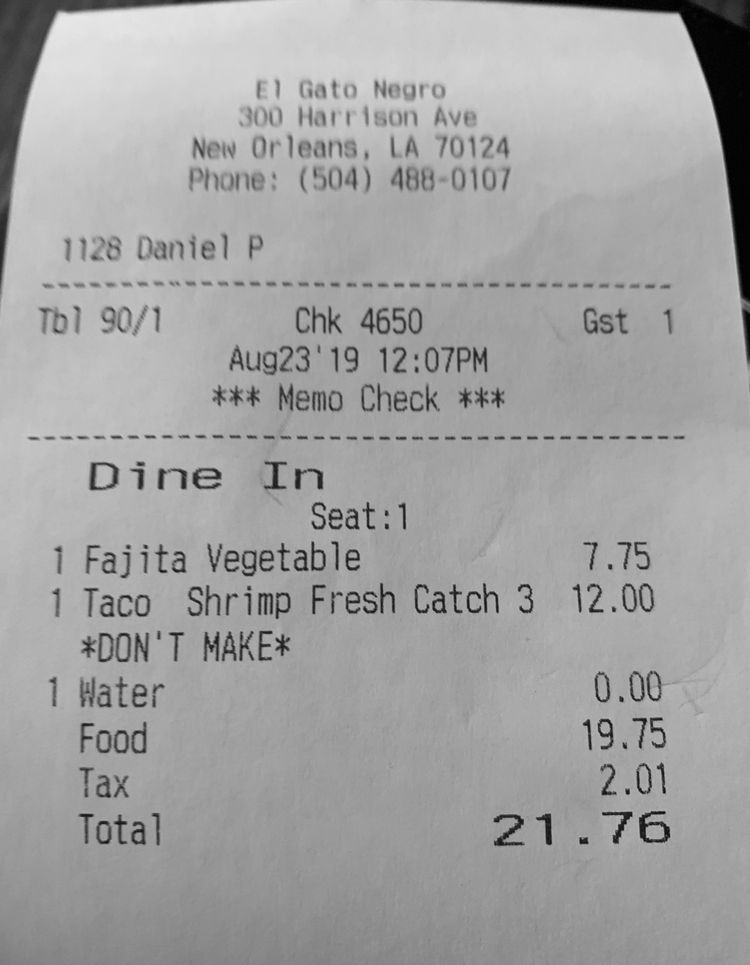 El Gato Negro
300 Harrison Ave
New Orleans, LA 70124
Phone: (504) 488-0107
1128 Daniel P
Tbl 90/1 Chk 4650 Gst 1
Aug23'19 12:07PM
*** Memo Check ***
Dine In
Seat:1
1 Fajita Vegetable 7.75
1 Taco Shrimp Fresh Catch 3 12.00
*DON'T MAKE*
1 Water 0.00
Food 19.75
Tax 2.01
Total 21.76